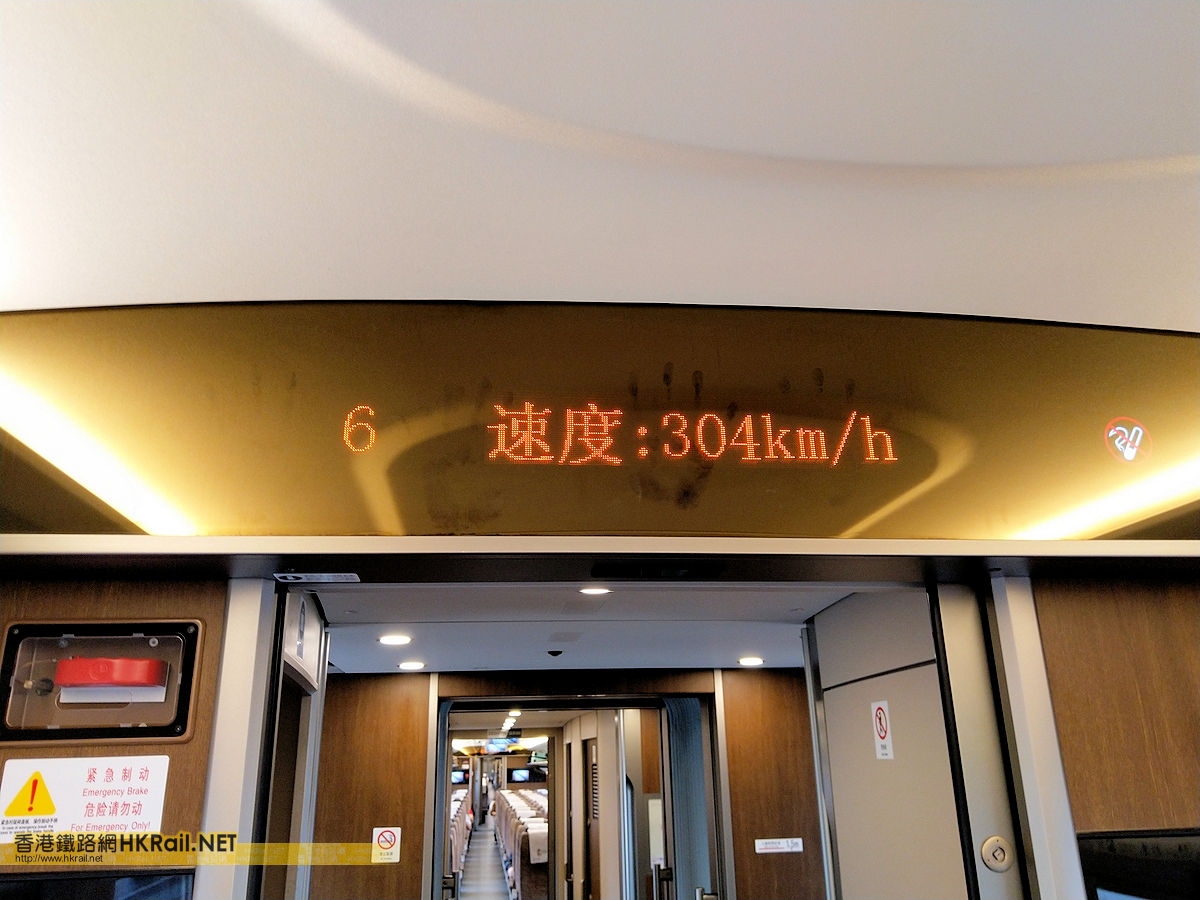 6 速度:304km/h
紧急制动
Emergency Brake
危险请勿动
For Emergency Only!
香港鐵路網HKRail.NET
http://www.hkrail.net